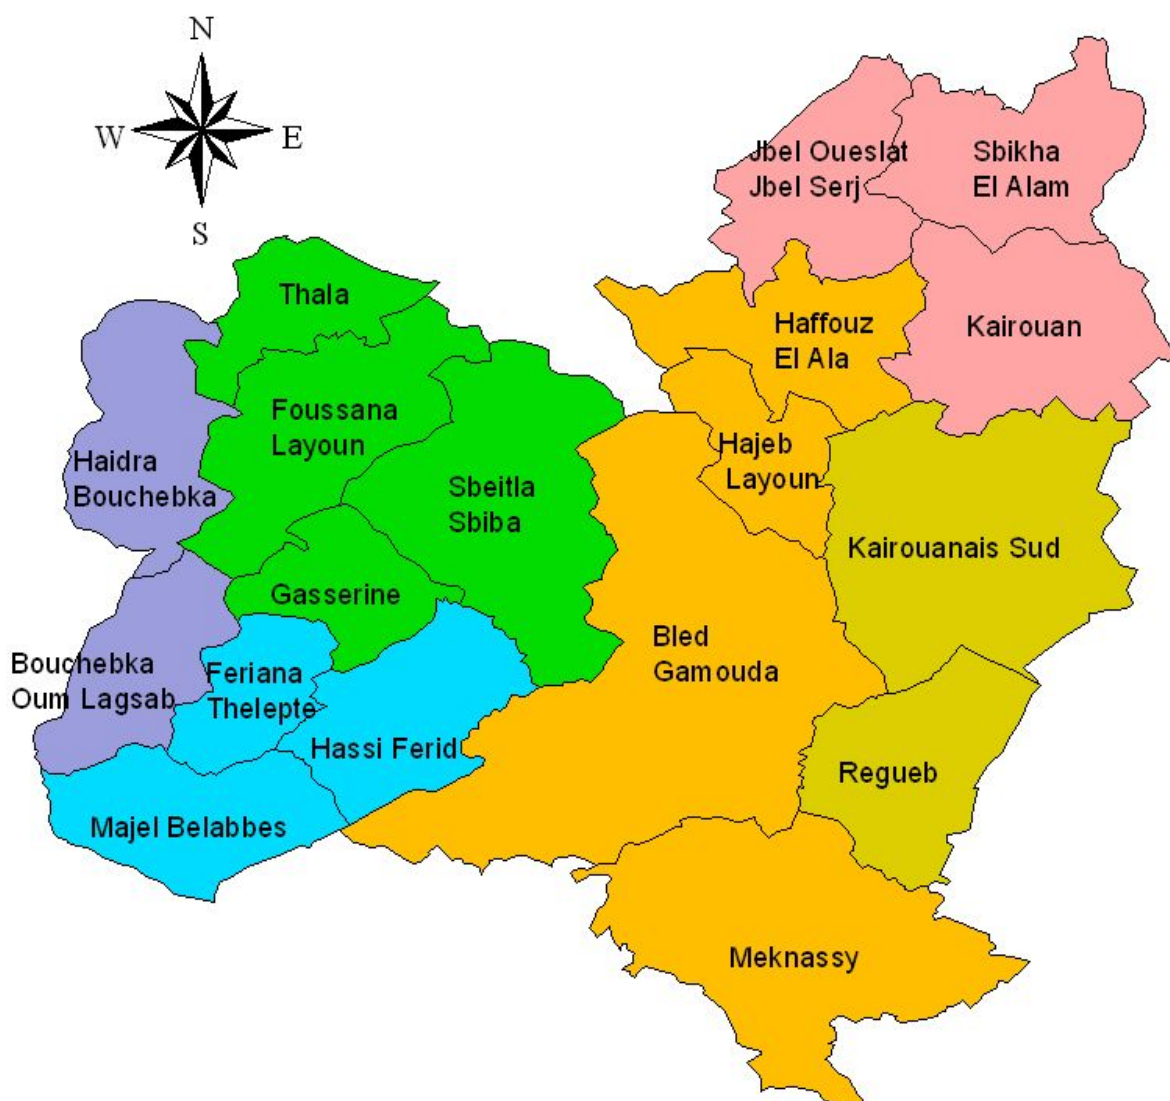 N
W E
S
Jbel Oueslat
Jbel Serj
Sbikha
El Alam
Thala
Haffouz
El Ala
Kairouan
Foussana
Layoun
Haidra
Bouchebka
Hajeb
Layoun
Sbeitla
Sbiba
Kairouanais Sud
Gasserine
Bled
Gamouda
Bouchebka
Oum Lagsab
Feriana
Thelepte
Hassi Ferid
Regueb
Majel Belabbes
Meknassy